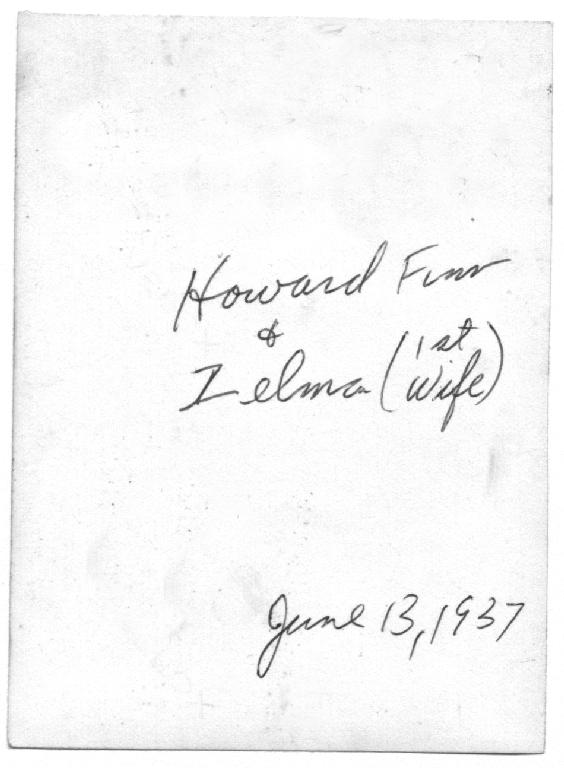 Howard Finn
&
Zelma (1st
Wife)
June 13, 1937